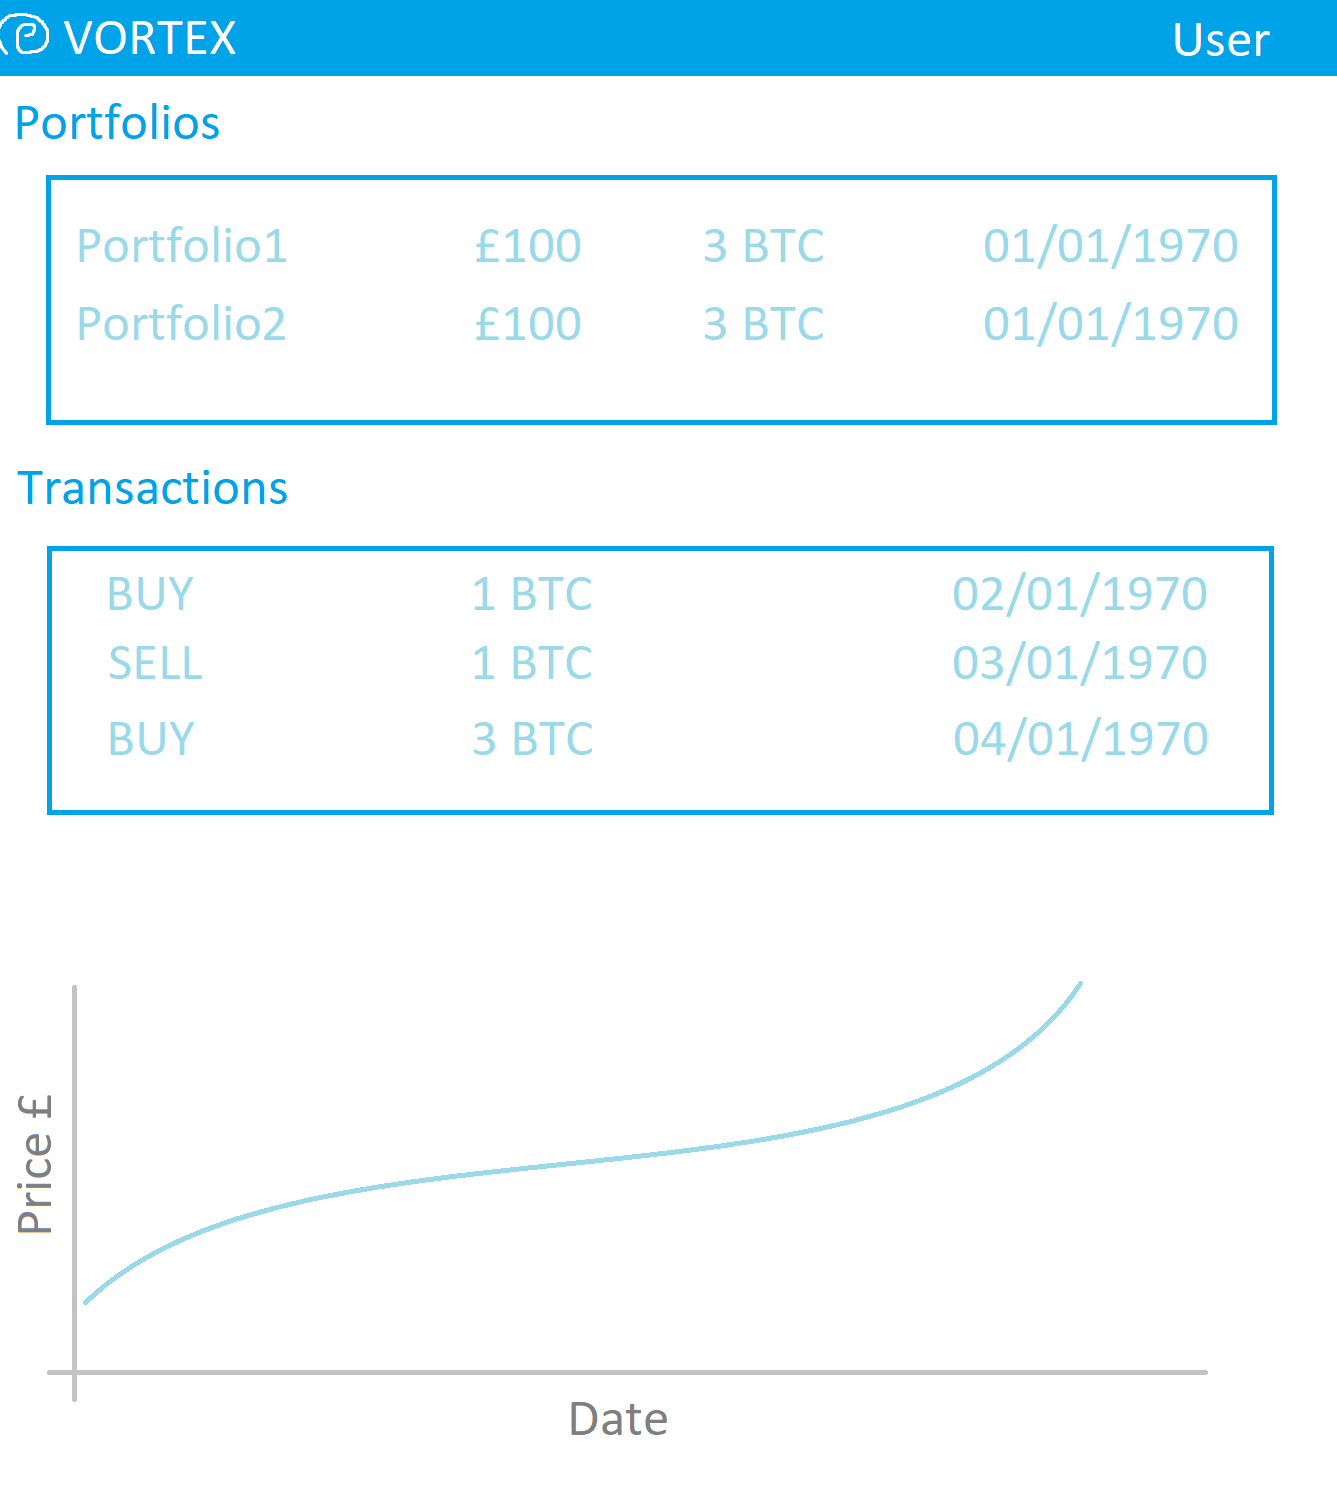 VORTEX User
Portfolios
Portfolio1 £100 3 BTC 01/01/1970
Portfolio2 £100 3 BTC 01/01/1970
Transactions
BUY 1 BTC 02/01/1970
SELL 1 BTC 03/01/1970
BUY 3 BTC 04/01/1970
Price £
Date